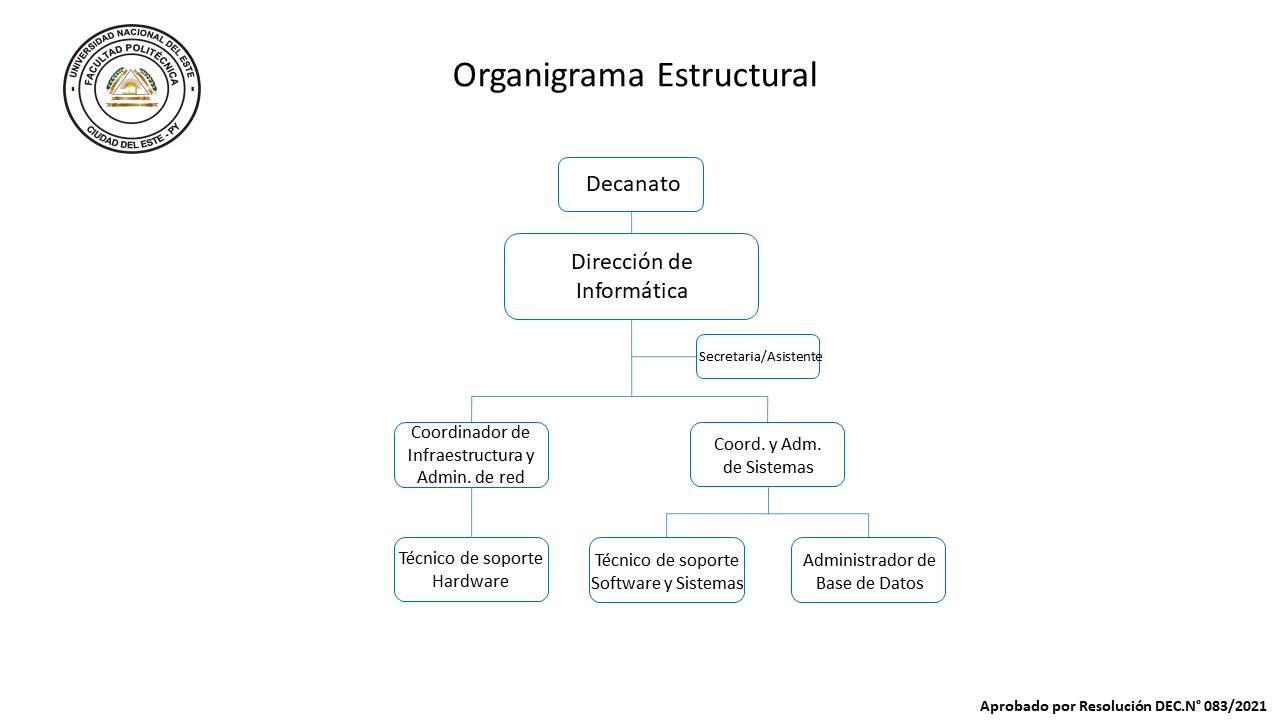 UNIVERSIDAD NACIONAL DEL ESTE
FACULTAD POLITÉCNICA
CIUDAD DEL ESTE - PY
Organigrama Estructural
Decanato
Dirección de
Informática
Secretaria/Asistente
Coordinador de
Infraestructura y
Admin. de red
Coord. y Adm.
de Sistemas
Técnico de soporte
Hardware
Técnico de soporte
Software y Sistemas
Administrador de
Base de Datos
Aprobado por Resolución DEC.N° 083/2021